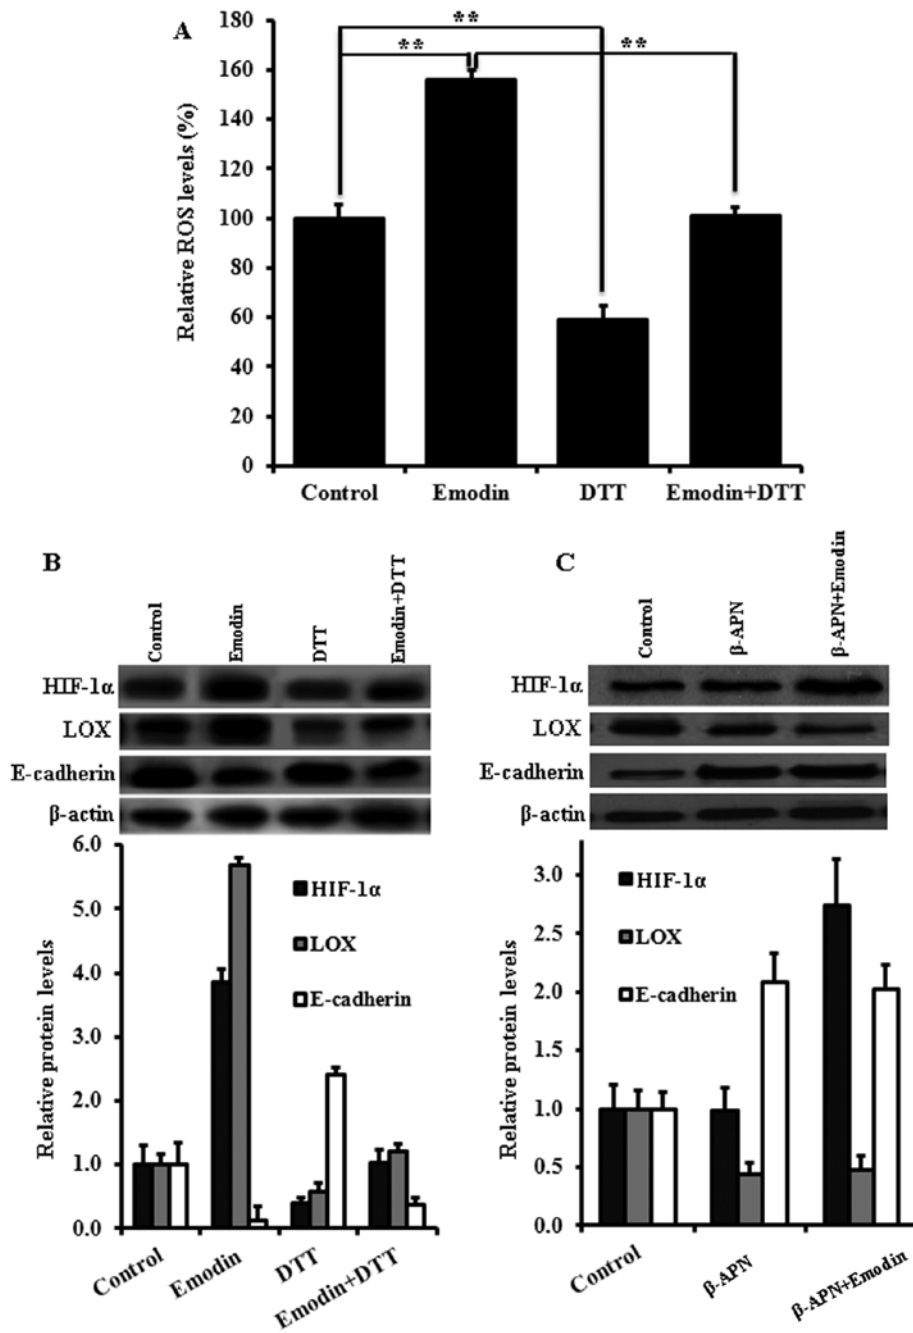 A
Relative ROS levels (%)
180
160
140
120
100
80
60
40
20
0
**
**
**
Control
Emodin
DTT
Emodin+DTT
B
Control
Emodin
DTT
Emodin+DTT
HIF-1α
LOX
E-cadherin
β-actin
Relative protein levels
6.0
5.0
4.0
3.0
2.0
1.0
0.0
HIF-1α
LOX
E-cadherin
Control
Emodin
DTT
Emodin+DTT
C
Control
β-APN
β-APN+Emodin
HIF-1α
LOX
E-cadherin
β-actin
Relative protein levels
3.0
2.5
2.0
1.5
1.0
0.5
0.0
HIF-1α
LOX
E-cadherin
Control
β-APN
β-APN+Emodin